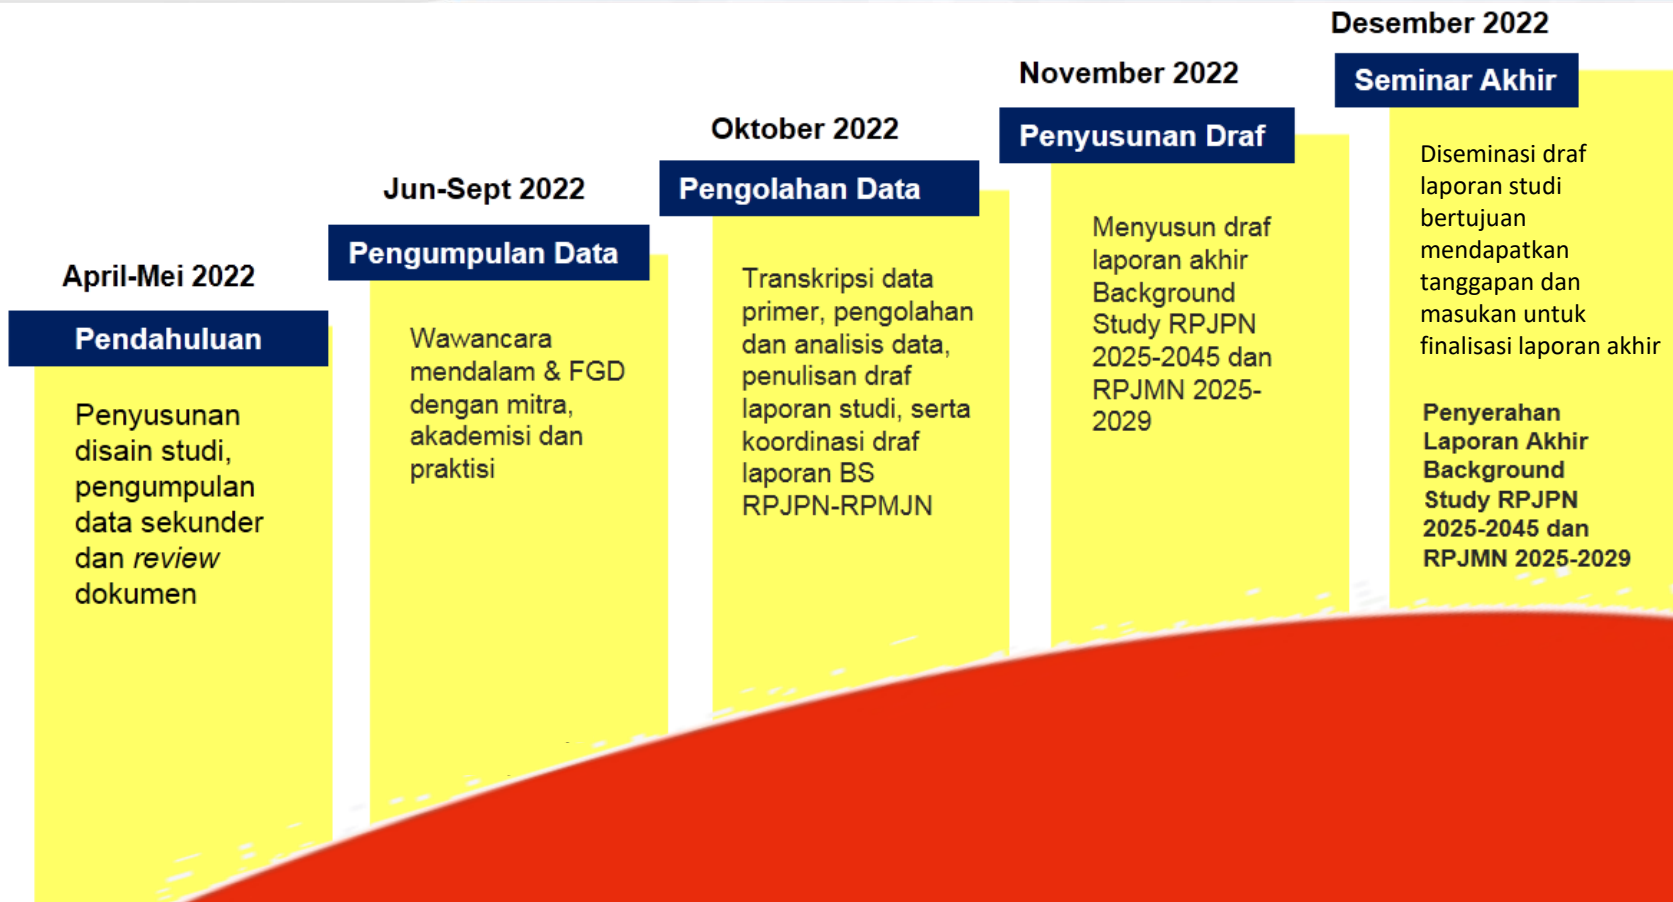 April-Mei 2022
Pendahuluan
Penyusunan
disain studi,
pengumpulan
data sekunder
dan review
dokumen
Jun-Sept 2022
Pengumpulan Data
Wawancara
mendalam & FGD
dengan mitra,
akademisi dan
praktisi
Oktober 2022
Pengolahan Data
Transkripsi data
primer, pengolahan
dan analisis data,
penulisan draf
laporan studi, serta
koordinasi draf
laporan BS
RPJPN-RPMJN
November 2022
Penyusunan Draf
Menyusun draf
laporan akhir
Background
Study RPJPN
2025-2045 dan
RPJMN 2025-
2029
Desember 2022
Seminar Akhir
Diseminasi draf
laporan studi
bertujuan
mendapatkan
tanggapan dan
masukan untuk
finalisasi laporan akhir
Penyerahan
Laporan Akhir
Background
Study RPJPN
2025-2045 dan
RPJMN 2025-2029